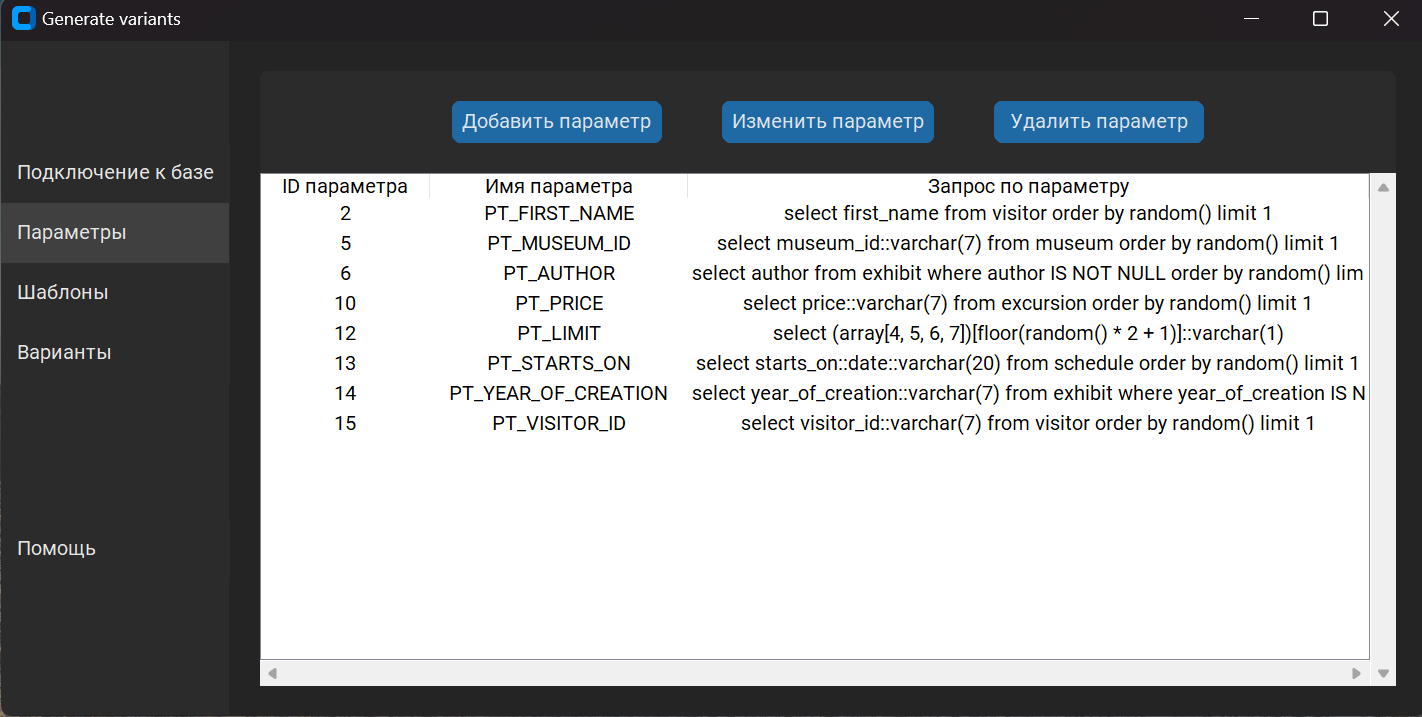 Generate variants
Добавить параметр Изменить параметр Удалить параметр
Подключение к базе
Параметры
Шаблоны
Варианты
Помощь
ID параметра Имя параметра Запрос по параметру
2 PT_FIRST_NAME select first_name from visitor order by random() limit 1
5 PT_MUSEUM_ID select museum_id::varchar(7) from museum order by random() limit 1
6 PT_AUTHOR select author from exhibit where author IS NOT NULL order by random() lim
10 PT_PRICE select price::varchar(7) from excursion order by random() limit 1
12 PT_LIMIT select (array[4, 5, 6, 7])[floor(random() * 2 + 1)]::varchar(1)
13 PT_STARTS_ON select starts_on::date::varchar(20) from schedule order by random() limit 1
14 PT_YEAR_OF_CREATION select year_of_creation::varchar(7) from exhibit where year_of_creation IS N
15 PT_VISITOR_ID select visitor_id::varchar(7) from visitor order by random() limit 1